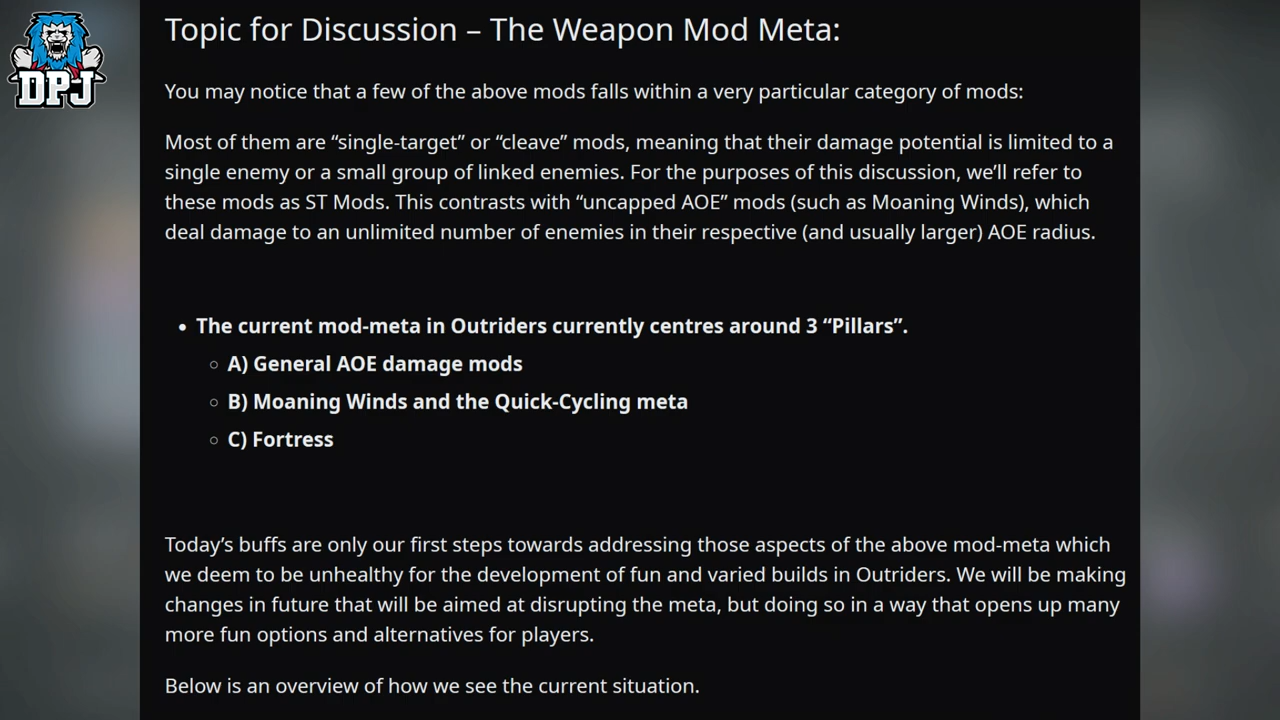 DPJ
Topic for Discussion – The Weapon Mod Meta:
You may notice that a few of the above mods falls within a very particular category of mods:
Most of them are “single-target” or “cleave” mods, meaning that their damage potential is limited to a
single enemy or a small group of linked enemies. For the purposes of this discussion, we’ll refer to
these mods as ST Mods. This contrasts with “uncapped AOE” mods (such as Moaning Winds), which
deal damage to an unlimited number of enemies in their respective (and usually larger) AOE radius.
• The current mod-meta in Outriders currently centres around 3 “Pillars”.
○ A) General AOE damage mods
○ B) Moaning Winds and the Quick-Cycling meta
○ C) Fortress
Today’s buffs are only our first steps towards addressing those aspects of the above mod-meta which
we deem to be unhealthy for the development of fun and varied builds in Outriders. We will be making
changes in future that will be aimed at disrupting the meta, but doing so in a way that opens up many
more fun options and alternatives for players.
Below is an overview of how we see the current situation.